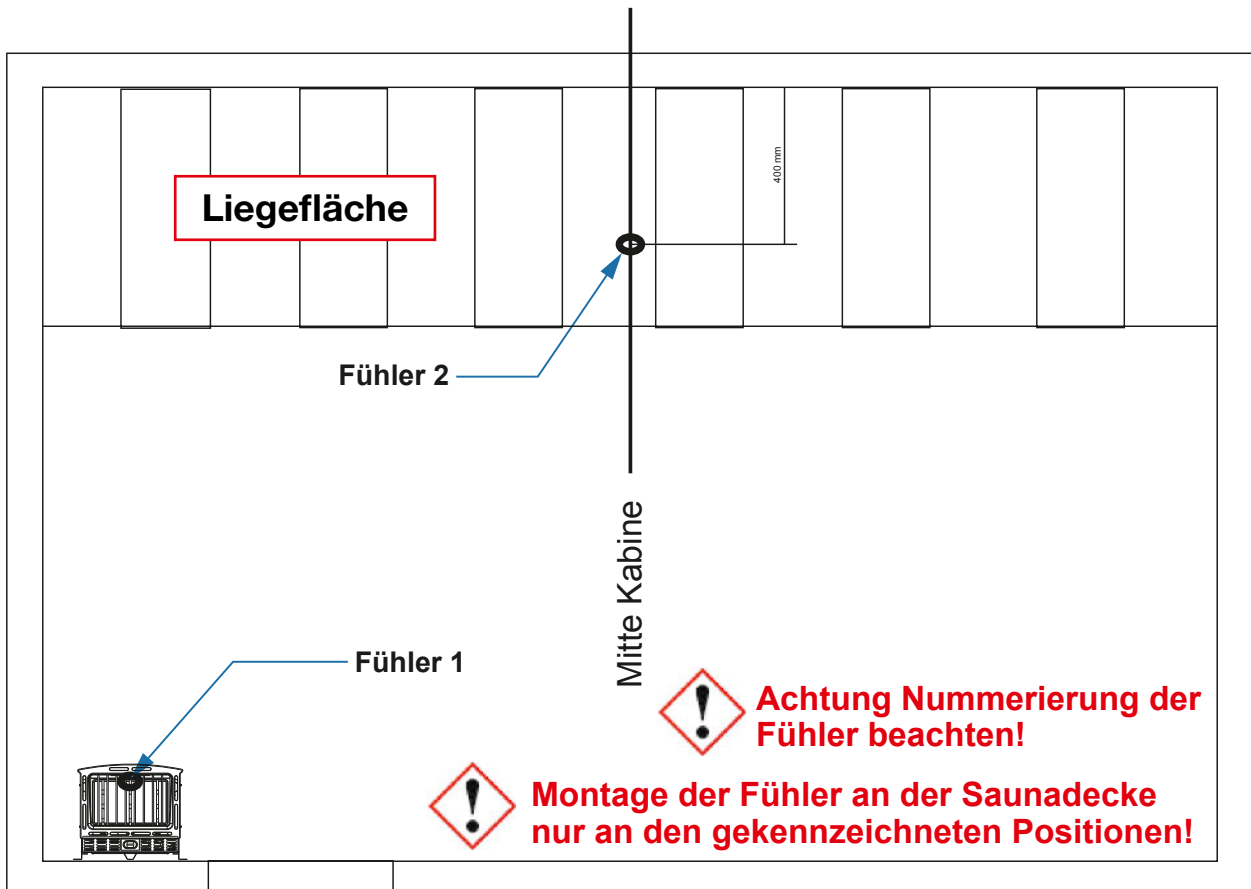 400 mm
Liegefläche
Fühler 2
Mitte Kabine
Fühler 1
Achtung Nummerierung der
Fühler beachten!
Montage der Fühler an der Saunadecke
nur an den gekennzeichneten Positionen!